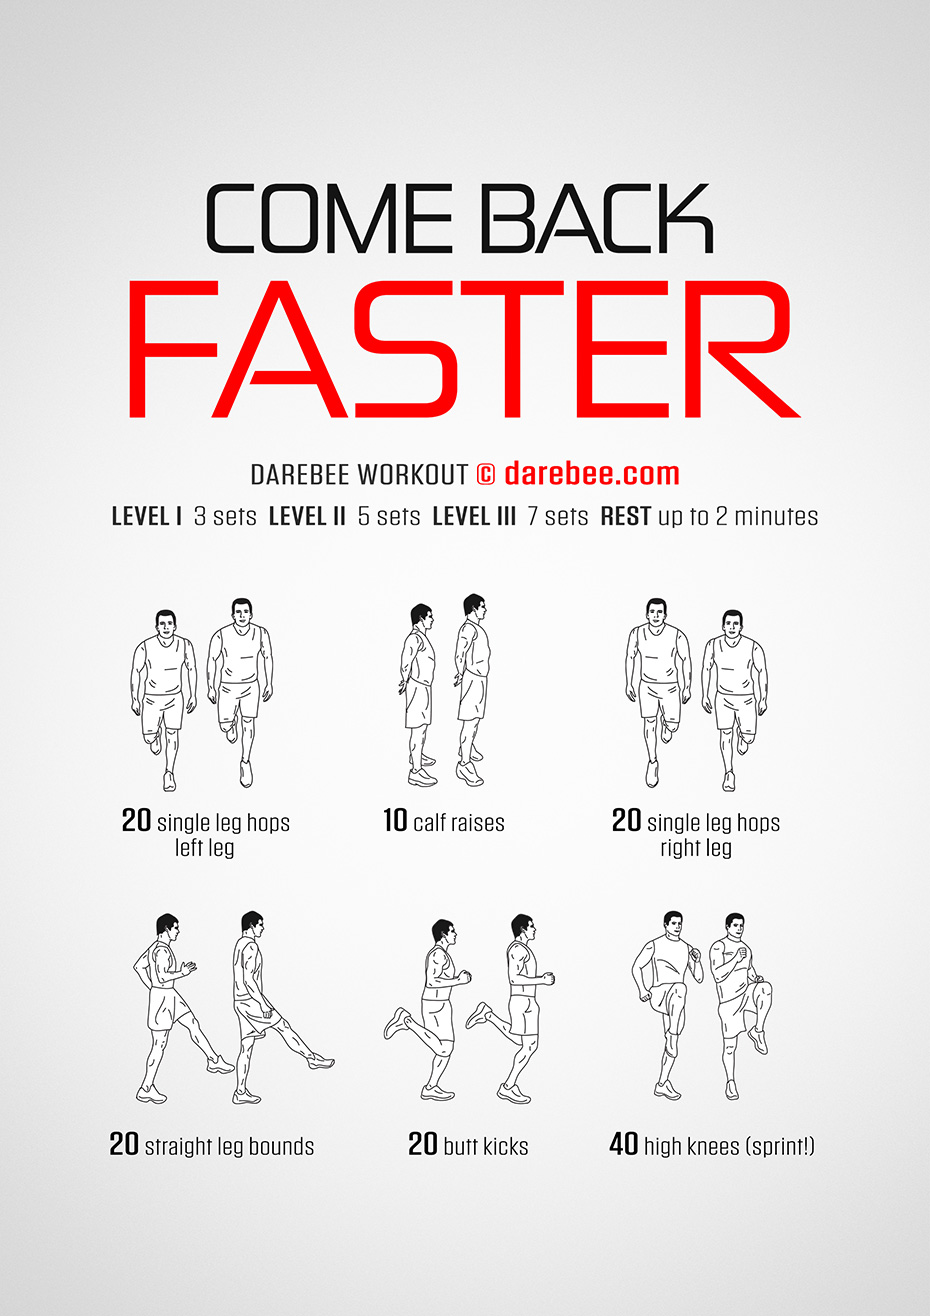 COME BACK
FASTER
DAREBEE WORKOUT © darebee.com
LEVEL I 3 sets LEVEL II 5 sets LEVEL III 7 sets REST up to 2 minutes
20 single leg hops
left leg
10 calf raises
20 single leg hops
right leg
20 straight leg bounds
20 butt kicks
40 high knees (sprint!)